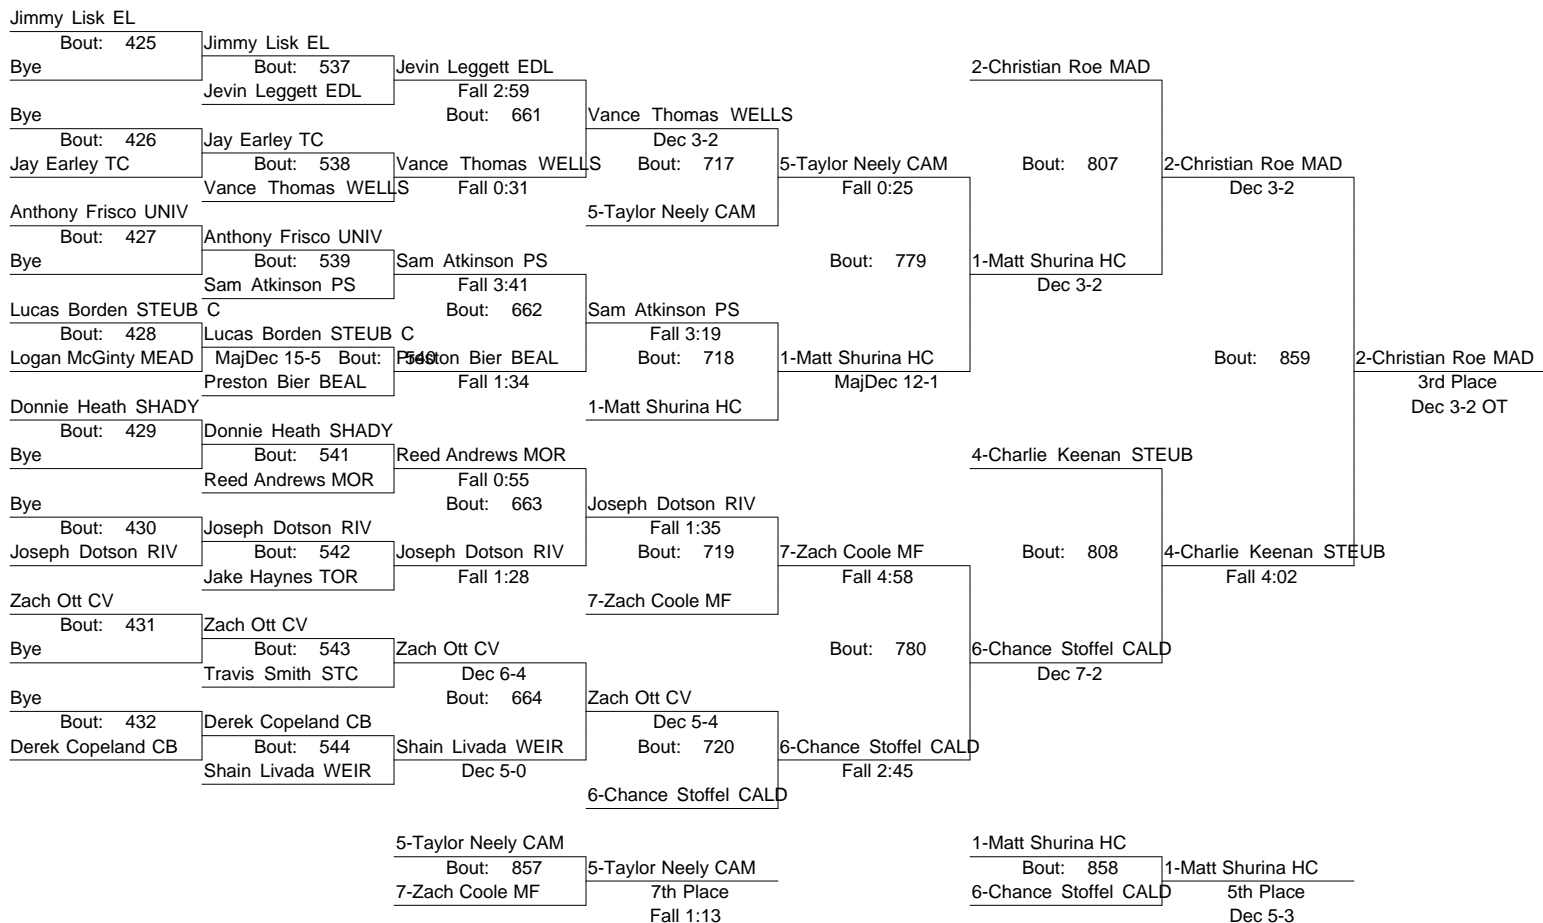 Jimmy Lisk EL
Bout: 425
Jimmy Lisk EL
Bye
Bout: 537
Jevin Leggett EDL
2-Christian Roe MAD
Jevin Leggett EDL
Fall 2:59
Bye
Bout: 661
Vance Thomas WELLS
Bout: 426
Jay Earley TC
Dec 3-2
Jay Earley TC
Bout: 538
Vance Thomas WELLS
Bout: 717
5-Taylor Neely CAM
Bout: 807
2-Christian Roe MAD
Vance Thomas WELLS
Fall 0:31
Fall 0:25
Dec 3-2
Anthony Frisco UNIV
5-Taylor Neely CAM
Bout: 427
Anthony Frisco UNIV
Bye
Bout: 539
Sam Atkinson PS
Bout: 779
1-Matt Shurina HC
Sam Atkinson PS
Fall 3:41
Dec 3-2
Lucas Borden STEUB C
Bout: 662
Sam Atkinson PS
Bout: 428
Lucas Borden STEUB C
Fall 3:19
Logan McGinty MEAD
MajDec 15-5
Bout: 540
Preston Bier BEAL
Bout: 718
1-Matt Shurina HC
Bout: 859
2-Christian Roe MAD
Preston Bier BEAL
Fall 1:34
MajDec 12-1
3rd Place
Donnie Heath SHADY
1-Matt Shurina HC
Dec 3-2 OT
Bout: 429
Donnie Heath SHADY
Bye
Bout: 541
Reed Andrews MOR
4-Charlie Keenan STEUB
Reed Andrews MOR
Fall 0:55
Bye
Bout: 663
Joseph Dotson RIV
Bout: 430
Joseph Dotson RIV
Fall 1:35
Joseph Dotson RIV
Bout: 542
Joseph Dotson RIV
Bout: 719
7-Zach Coole MF
Bout: 808
4-Charlie Keenan STEUB
Jake Haynes TOR
Fall 1:28
Fall 4:58
Fall 4:02
Zach Ott CV
7-Zach Coole MF
Bout: 431
Zach Ott CV
Bye
Bout: 543
Zach Ott CV
Bout: 780
6-Chance Stoffel CALD
Travis Smith STC
Dec 6-4
Dec 7-2
Bye
Bout: 664
Zach Ott CV
Bout: 432
Derek Copeland CB
Dec 5-4
Derek Copeland CB
Bout: 544
Shain Livada WEIR
Bout: 720
6-Chance Stoffel CALD
Shain Livada WEIR
Dec 5-0
Fall 2:45
6-Chance Stoffel CALD
5-Taylor Neely CAM
1-Matt Shurina HC
Bout: 857
5-Taylor Neely CAM
Bout: 858
1-Matt Shurina HC
7-Zach Coole MF
7th Place
6-Chance Stoffel CALD
5th Place
Fall 1:13
Dec 5-3